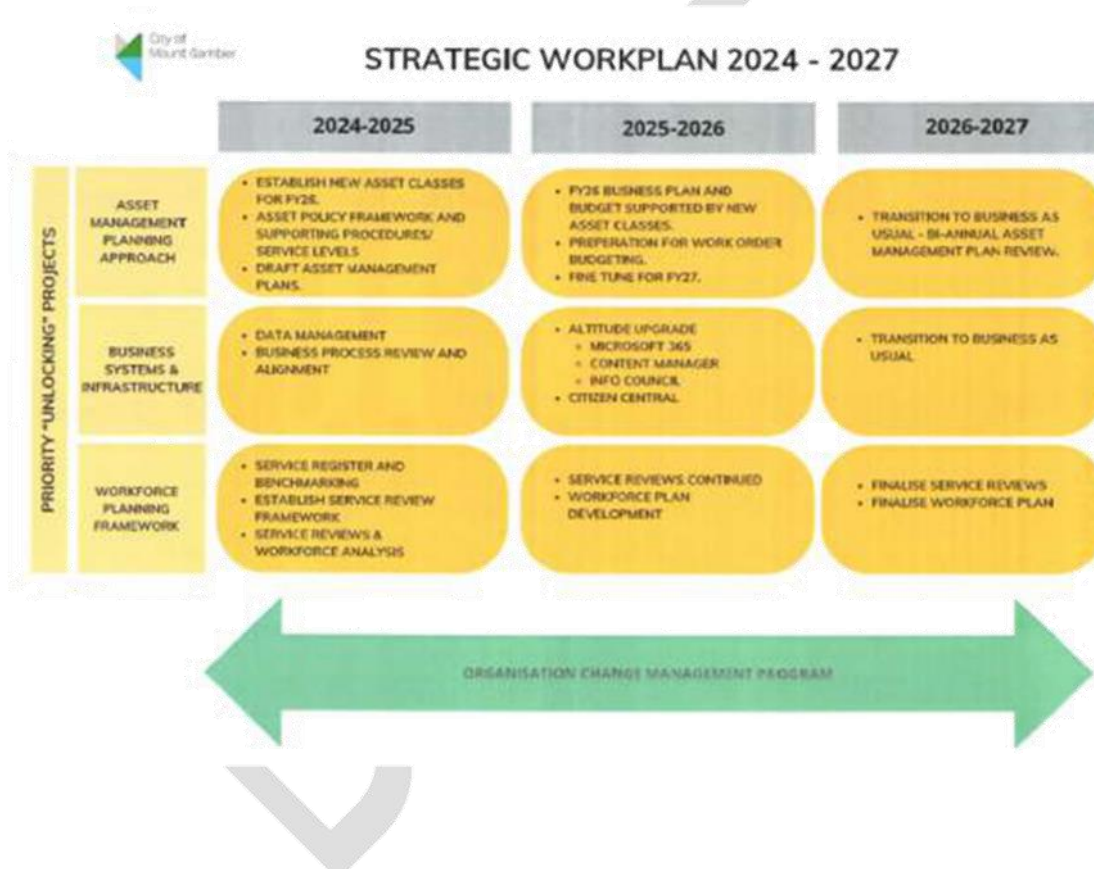 City of
Mount Gambier
STRATEGIC WORKPLAN 2024 - 2027
2024-2025
2025-2026
2026-2027
PRIORITY "UNLOCKING" PROJECTS
ASSET
MANAGEMENT
PLANNING
APPROACH
• ESTABLISH NEW ASSET CLASSES
FOR FY26.
• ASSET POLICY FRAMEWORK AND
SUPPORTING PROCEDURES/
SERVICE LEVELS
• DRAFT ASSET MANAGEMENT
PLANS.
• FY26 BUSINESS PLAN AND
BUDGET SUPPORTED BY NEW
ASSET CLASSES.
• PREPARATION FOR WORK ORDER
BUDGETING.
• FINE TUNE FOR FY27.
• TRANSITION TO BUSINESS AS
USUAL - BI-ANNUAL ASSET
MANAGEMENT PLAN REVIEW.
BUSINESS
SYSTEMS &
INFRASTRUCTURE
• DATA MANAGEMENT
• BUSINESS PROCESS REVIEW AND
ALIGNMENT
• ALTITUDE UPGRADE
○ MICROSOFT 365
○ CONTENT MANAGER
○ INFO COUNCIL
• CITIZEN CENTRAL
• TRANSITION TO BUSINESS AS
USUAL
WORKFORCE
PLANNING
FRAMEWORK
• SERVICE REGISTER AND
BENCHMARKING
• ESTABLISH SERVICE REVIEW
FRAMEWORK
• SERVICE REVIEWS &
WORKFORCE ANALYSIS
• SERVICE REVIEWS CONTINUED
• WORKFORCE PLAN
DEVELOPMENT
• FINALISE SERVICE REVIEWS
• FINALISE WORKFORCE PLAN
ORGANISATION CHANGE MANAGEMENT PROGRAM